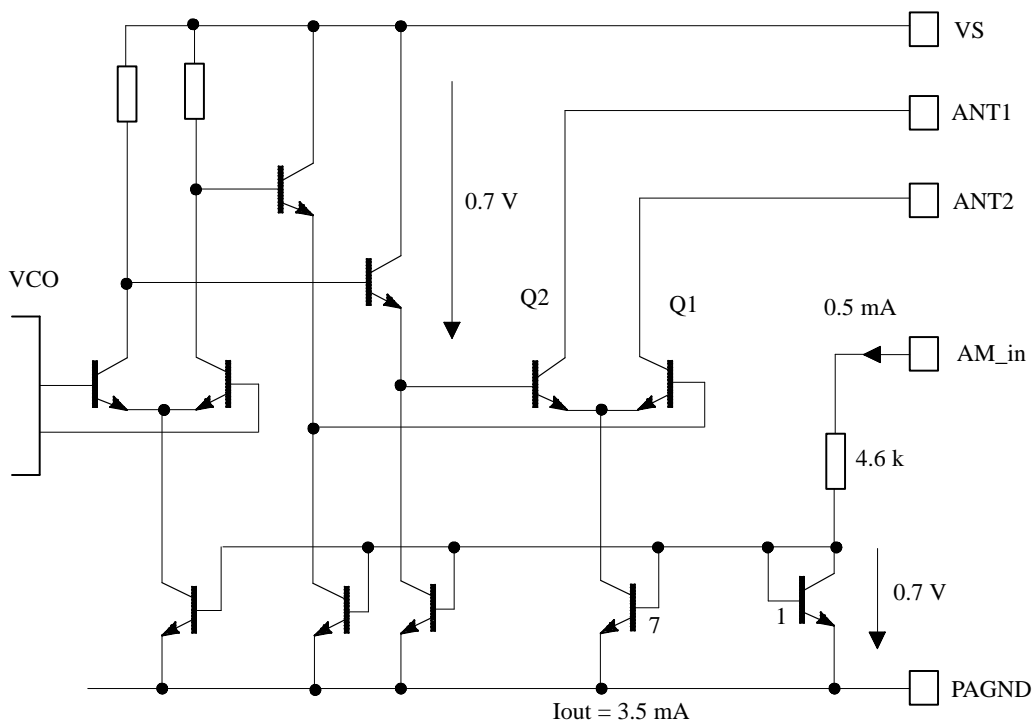 VS
ANT1
0.7 V
ANT2
VCO
Q2
Q1
0.5 mA
AM_in
4.6 k
0.7 V
7
1
PAGND
Iout = 3.5 mA